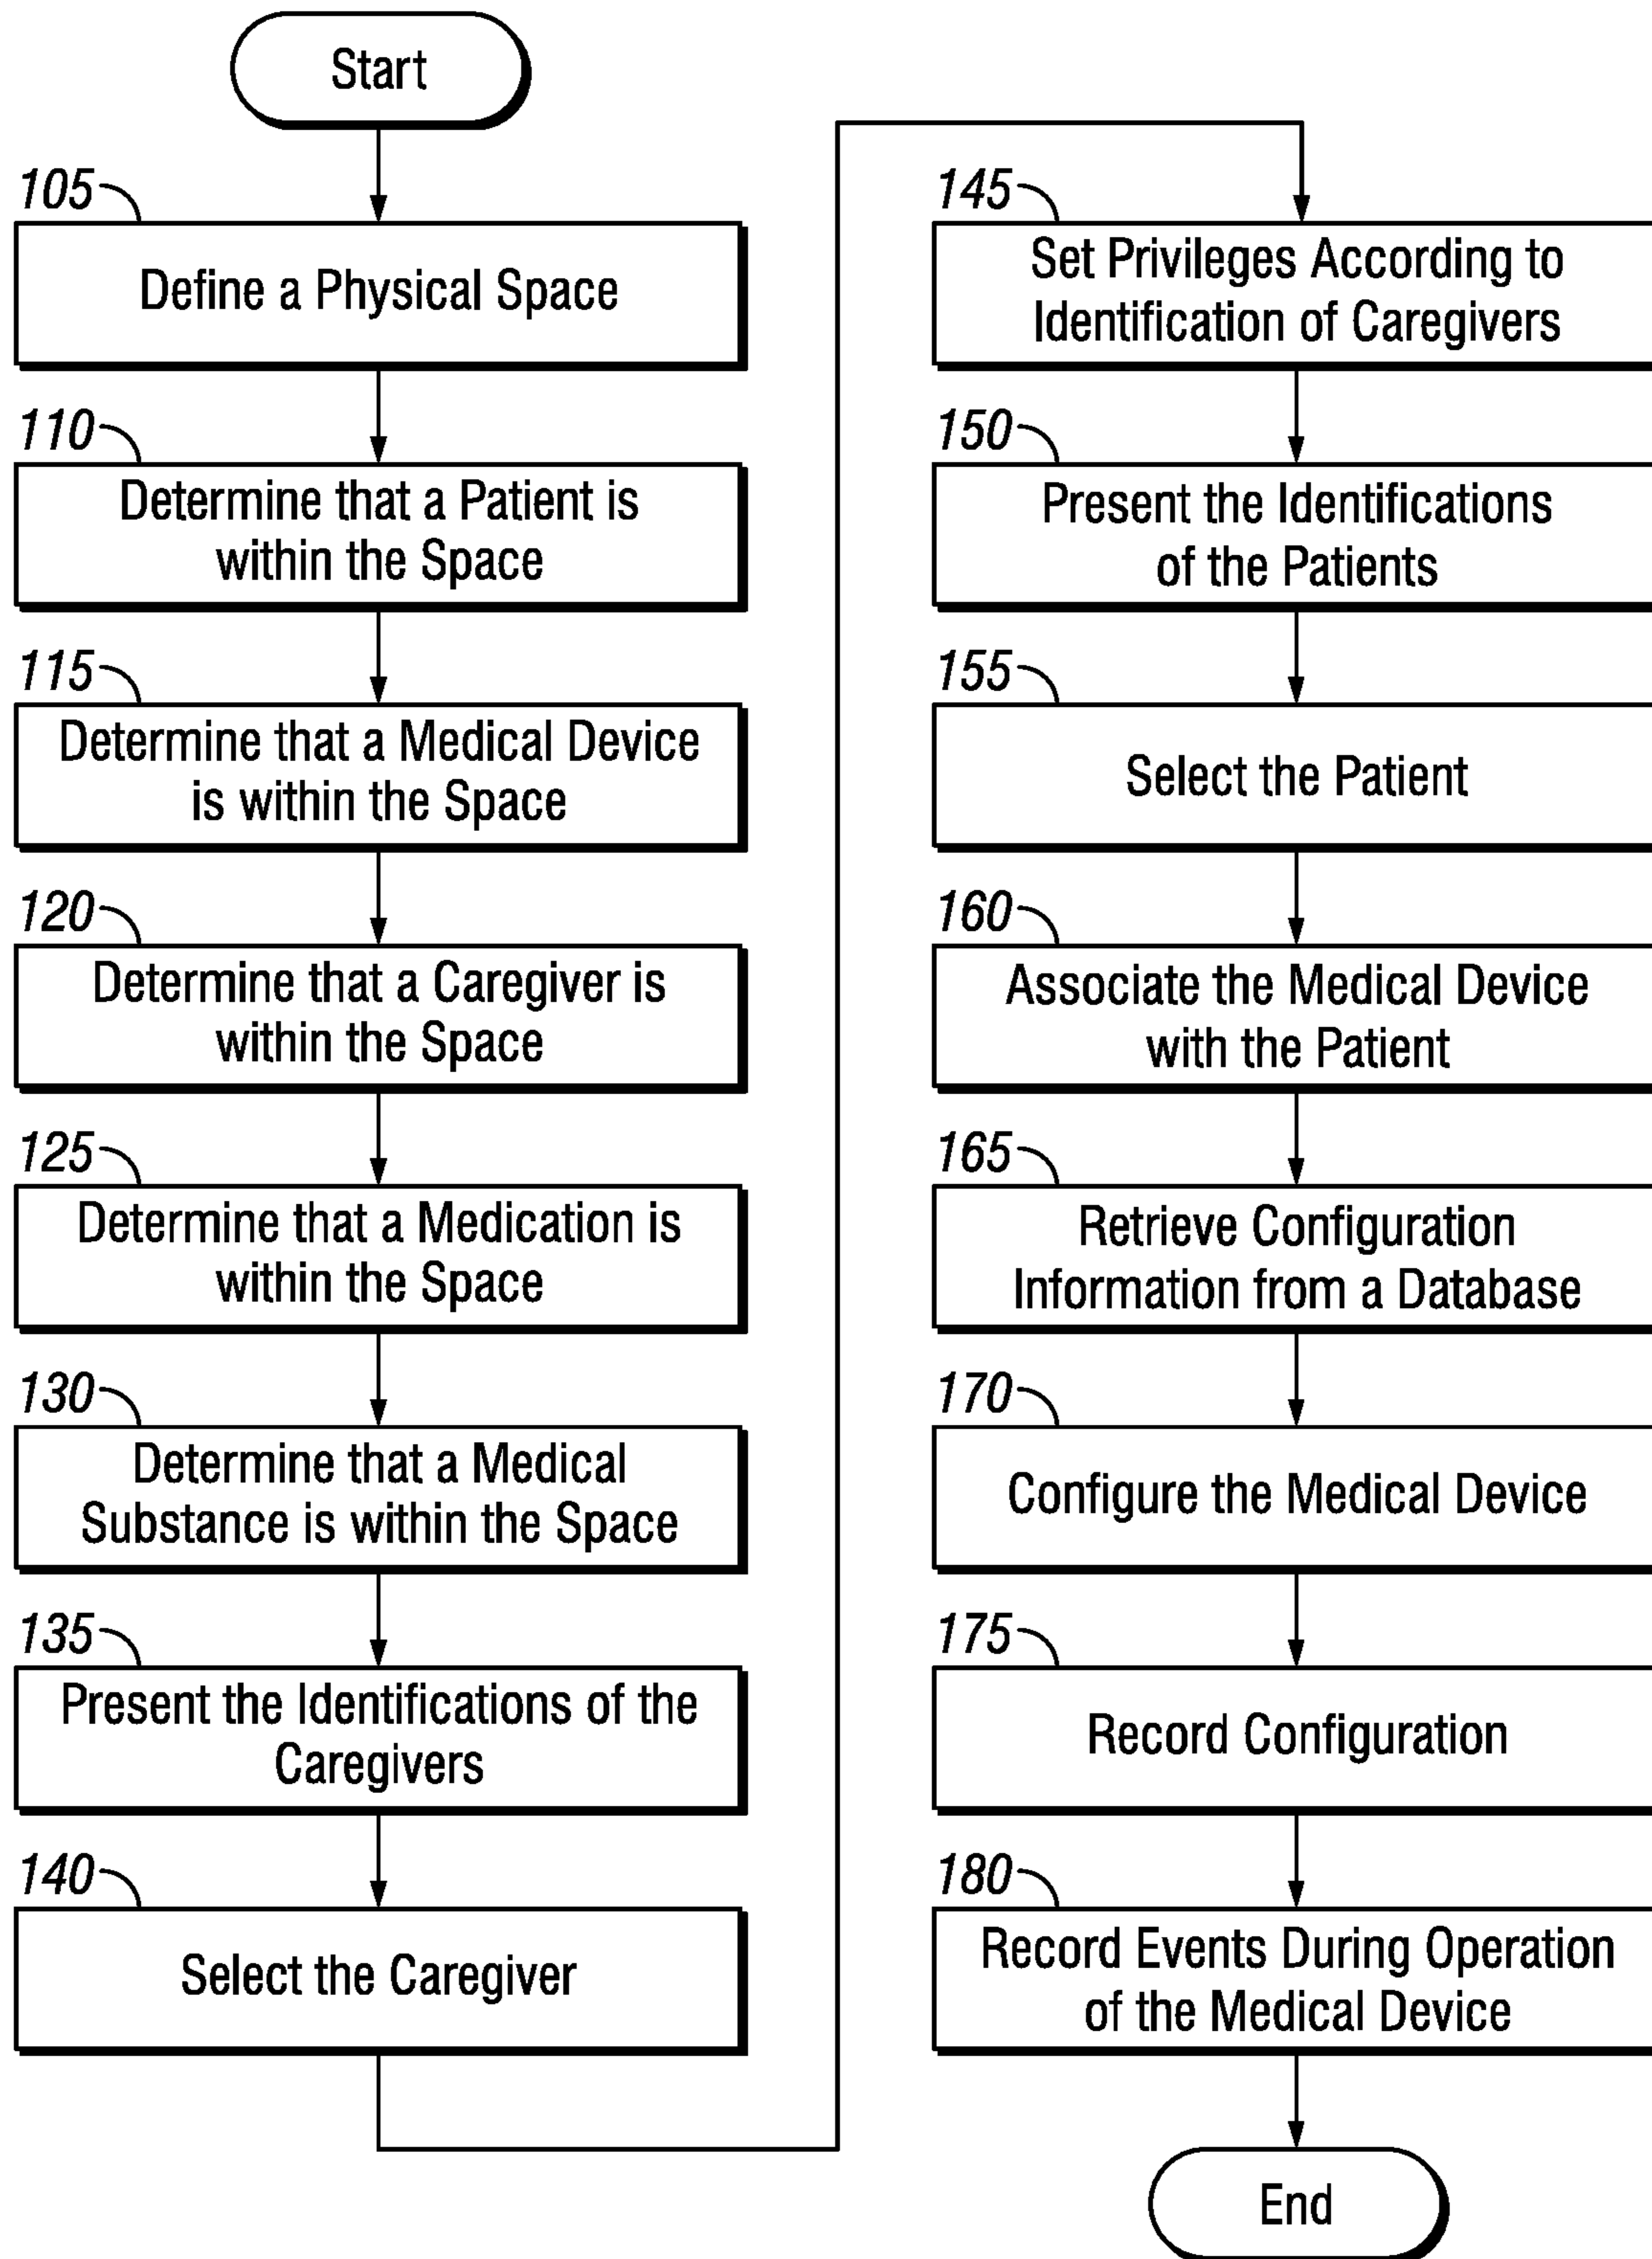 Start
105
Define a Physical Space
110
Determine that a Patient is
within the Space
115
Determine that a Medical Device
is within the Space
120
Determine that a Caregiver is
within the Space
125
Determine that a Medication is
within the Space
130
Determine that a Medical
Substance is within the Space
135
Present the Identifications of the
Caregivers
140
Select the Caregiver
145
Set Privileges According to
Identification of Caregivers
150
Present the Identifications
of the Patients
155
Select the Patient
160
Associate the Medical Device
with the Patient
165
Retrieve Configuration
Information from a Database
170
Configure the Medical Device
175
Record Configuration
180
Record Events During Operation
of the Medical Device
End